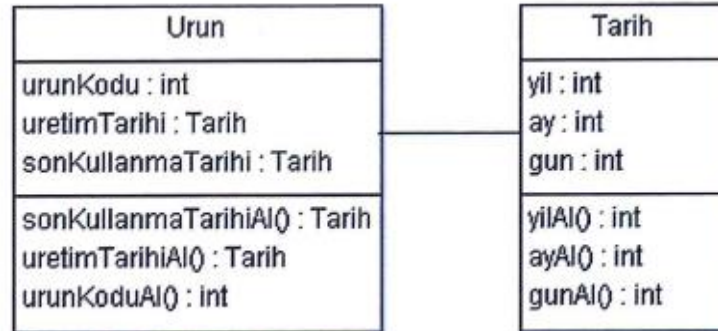 Urun
urunKodu : int
uretimTarihi : Tarih
sonKullanmaTarihi : Tarih
sonKullanmaTarihiAl() : Tarih
uretimTarihiAl() : Tarih
urunKoduAl() : int
Tarih
yil : int
ay : int
gun : int
yilAl() : int
ayAl() : int
gunAl() : int